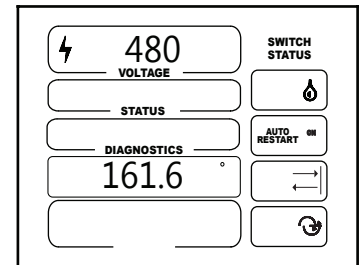 480
SWITCH
STATUS
VOLTAGE
STATUS
AUTO ON
RESTART
DIAGNOSTICS
161.6 °